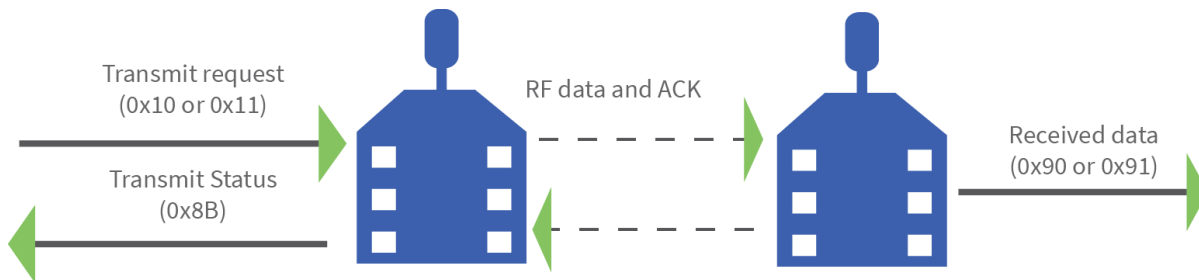 Transmit request
(0x10 or 0x11)
RF data and ACK
Received data
(0x90 or 0x91)
Transmit Status
(0x8B)